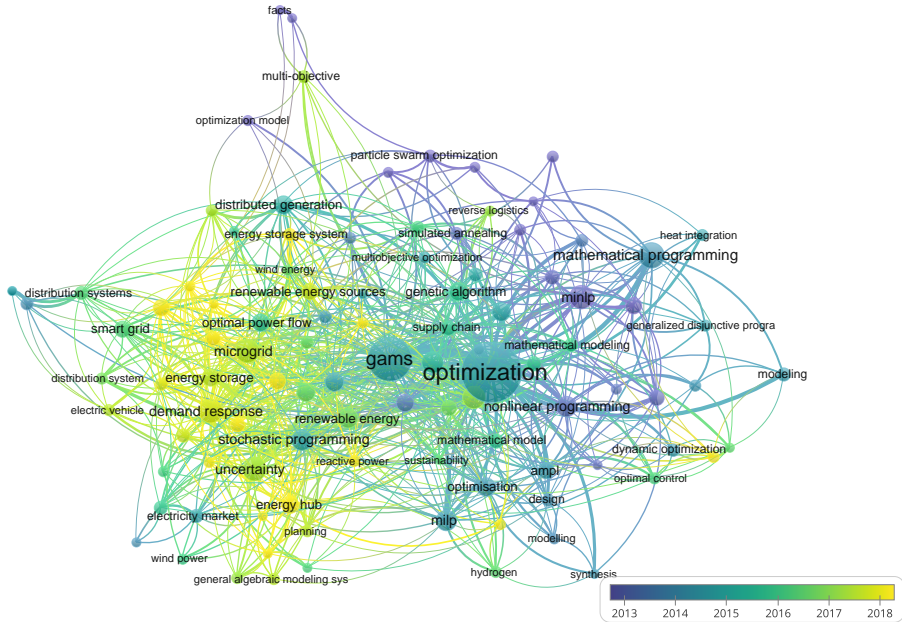 facts
multi-objective
optimization model
particle swarm optimization
distributed generation
reverse logistics
energy storage system
simulated annealing
heat integration
multiobjective optimization
mathematical programming
wind energy
distribution systems
renewable energy sources
genetic algorithm
minlp
smart grid
optimal power flow
supply chain
generalized disjunctive progra
microgrid
mathematical modeling
gams
optimization
modeling
distribution system
energy storage
electric vehicle
demand response
renewable energy
nonlinear programming
stochastic programming
mathematical model
dynamic optimization
uncertainty
reactive power
sustainability
ampl
optimal control
optimisation
design
energy hub
electricity market
milp
planning
modelling
wind power
general algebraic modeling sys
hydrogen
synthesis
2013 2014 2015 2016 2017 2018